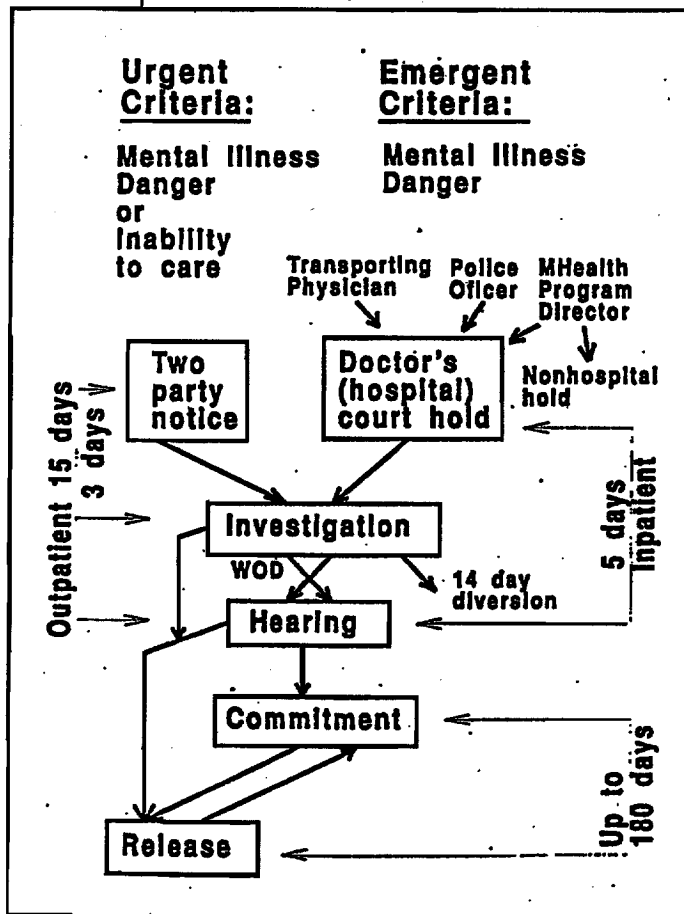 Urgent
Criteria:
Mental Illness
Danger
or
Inability
to care
Emergent
Criteria:
Mental Illness
Danger
Transporting
Physician
Police
Oficer
MHealth
Program
Director
Two
party
notice
Doctor's
(hospital)
court hold
Nonhospital
hold
Outpatient 15 days
3 days
Investigation
WOD
14 day
diversion
5 days
Inpatient
Hearing
Commitment
Up to
180 days
Release